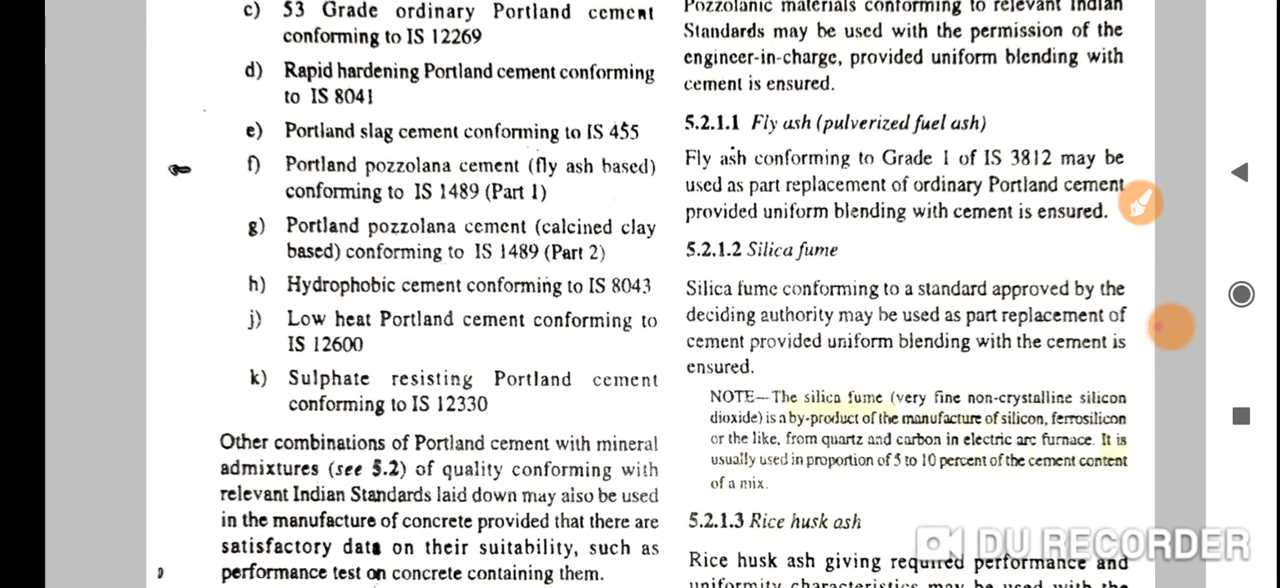 c) 53 Grade ordinary Portland cement
conforming to IS 12269
d) Rapid hardening Portland cement conforming
to IS 8041
e) Portland slag cement conforming to IS 455
f) Portland pozzolana cement (fly ash based)
conforming to IS 1489 (Part 1)
g) Portland pozzolana cement (calcined clay
based) conforming to IS 1489 (Part 2)
h) Hydrophobic cement conforming to IS 8043
j) Low heat Portland cement conforming to
IS 12600
k) Sulphate resisting Portland cement
conforming to IS 12330
Other combinations of Portland cement with mineral
admixtures (see 5.2) of quality conforming with
relevant Indian Standards laid down may also be used
in the manufacture of concrete provided that there are
satisfactory data on their suitability, such as
performance test on concrete containing them.
Pozzolanic materials conforming to relevant Indian
Standards may be used with the permission of the
engineer-in-charge, provided uniform blending with
cement is ensured.
5.2.1.1 Fly ash (pulverized fuel ash)
Fly ash conforming to Grade 1 of IS 3812 may be
used as part replacement of ordinary Portland cement
provided uniform blending with cement is ensured.
5.2.1.2 Silica fume
Silica fume conforming to a standard approved by the
deciding authority may be used as part replacement of
cement provided uniform blending with the cement is
ensured.
NOTE—The silica fume (very fine non-crystalline silicon
dioxide) is a by-product of the manufacture of silicon, ferrosilicon
or the like, from quartz and carbon in electric arc furnace. It is
usually used in proportion of 5 to 10 percent of the cement content
of a mix.
5.2.1.3 Rice husk ash
Rice husk ash giving required performance and
uniformity characteristics may be used with the
DU RECORDER